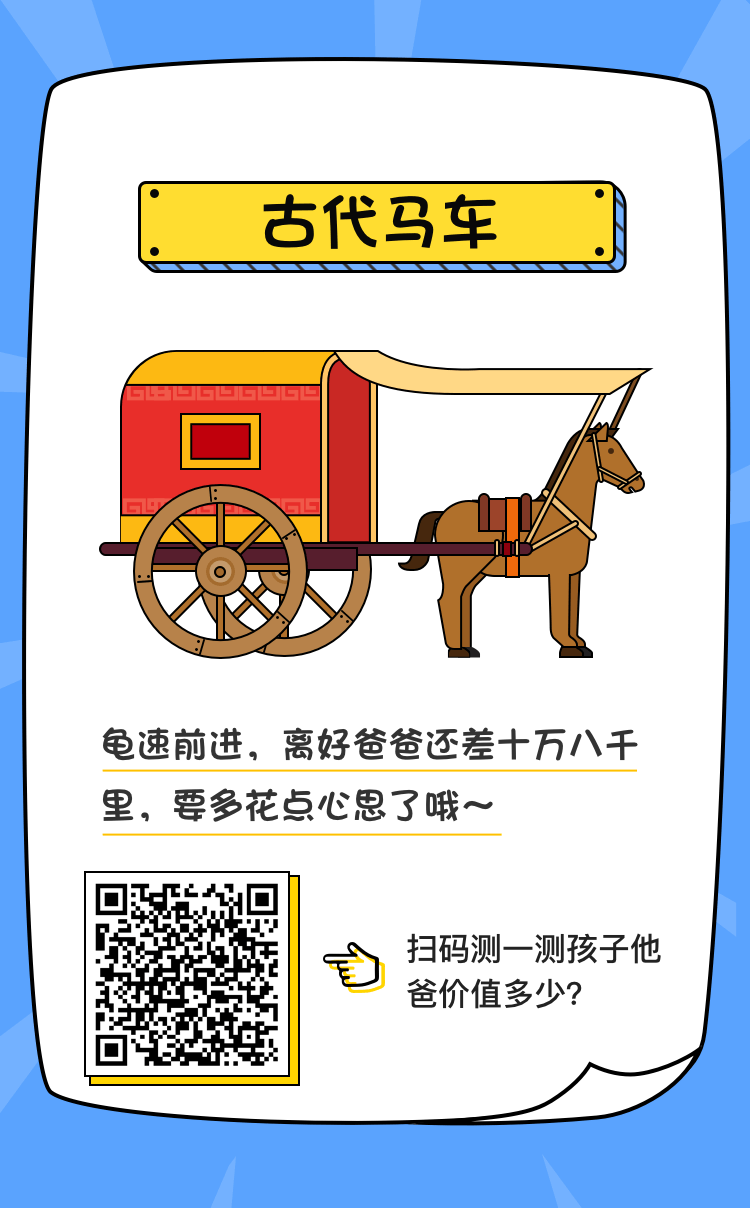 古代马车
龟速前进，离好爸爸还差十万八千
里，要多花点心思了哦～
扫码测一测孩子他
爸价值多少？